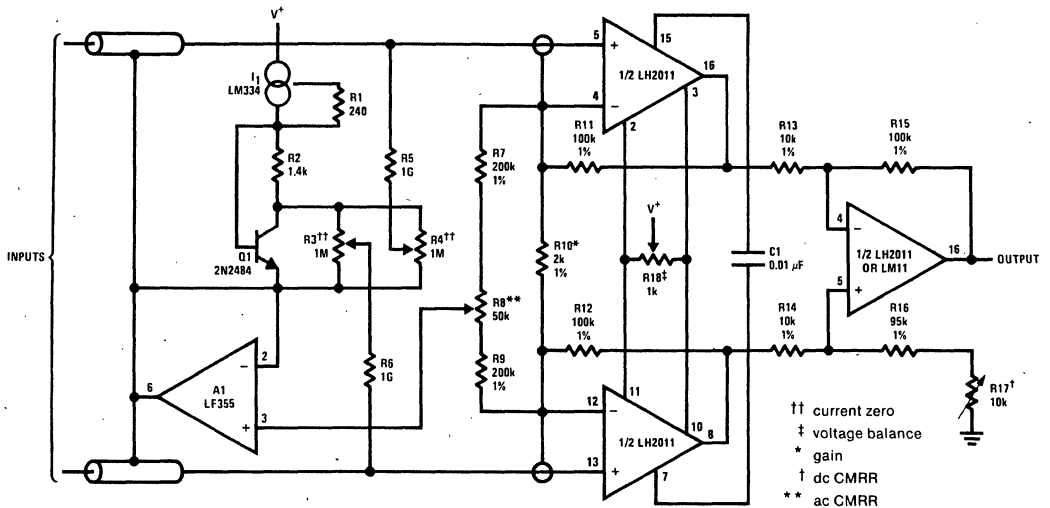 V+
I1
LM334
R1
240
R2
1.4k
Q1
2N2484
R3††
1M
R4††
1M
R5
1G
R6
1G
INPUTS
A1
LF355
2
3
6
R7
200k
1%
R8**
50k
R9
200k
1%
R10*
2k
1%
R11
100k
1%
R12
100k
1%
5
4
15
16
3
2
1/2 LH2011
V+
R18‡
1k
C1
0.01 µF
12
13
11
10
8
7
1/2 LH2011
R13
10k
1%
R14
10k
1%
R15
100k
1%
R16
95k
1%
4
5
16
1/2 LH2011
OR LM11
OUTPUT
R17†
10k
†† current zero
‡ voltage balance
* gain
† dc CMRR
** ac CMRR